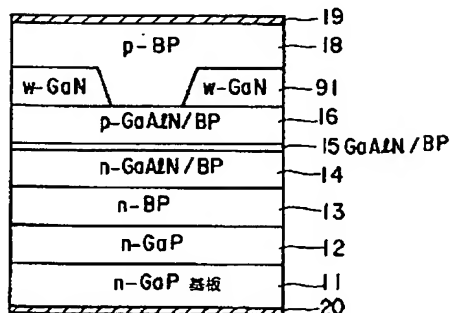 19
p-BP 18
w-GaN w-GaN 91
p-GaAlN/BP 16
15 GaAlN/BP
n-GaAlN/BP 14
n-BP 13
n-GaP 12
n-GaP 基板 11
20